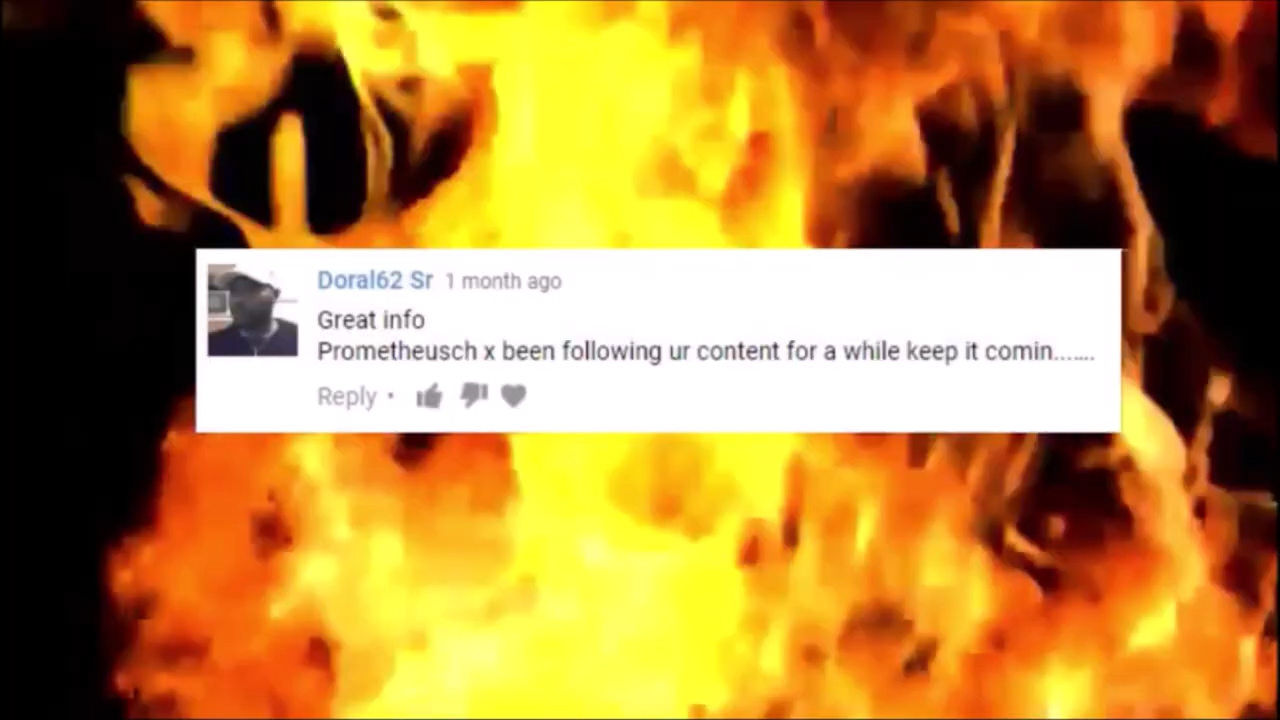 Doral62 Sr 1 month ago
Great info
Prometheusch x been following ur content for a while keep it comin.......
Reply •